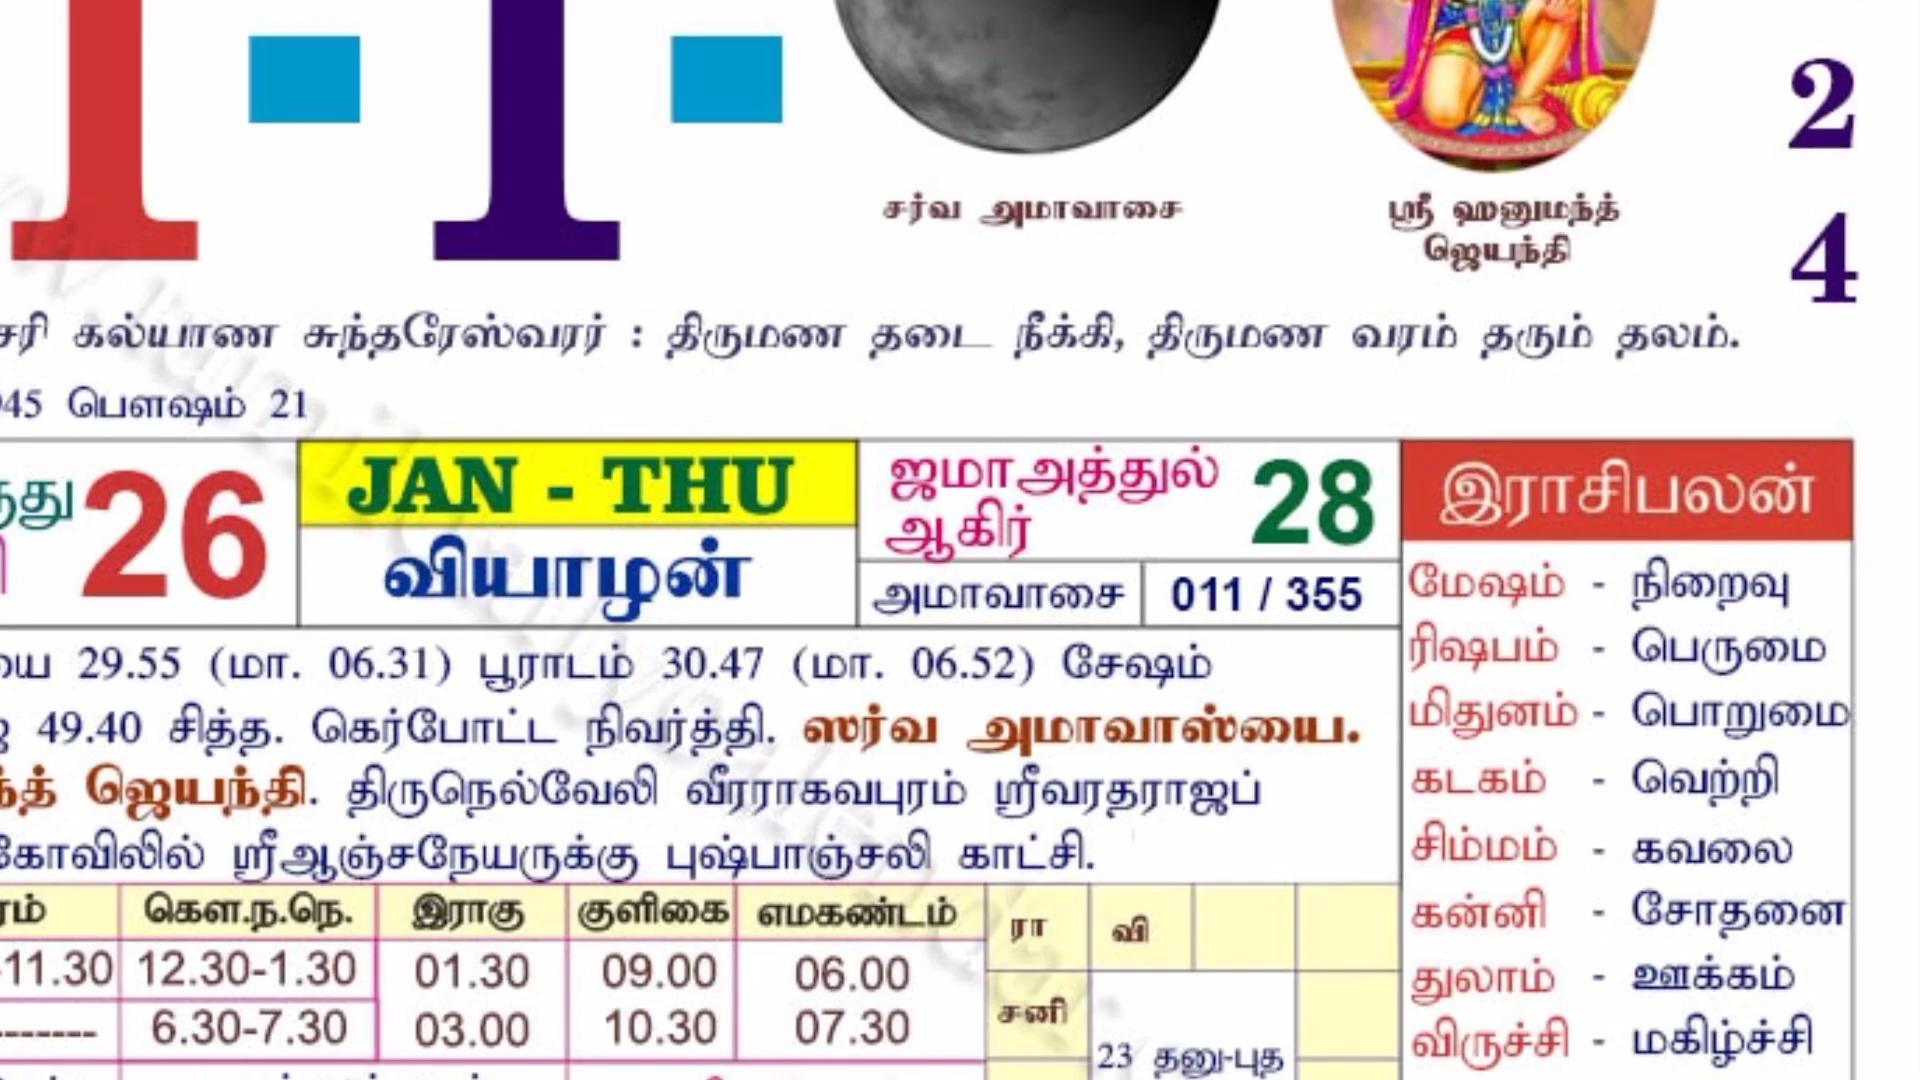 2
4
சர்வ அமாவாசை
ஸ்ரீ ஹனுமந்த்
ஜெயந்தி
கல்யாண சுந்தரேஸ்வரர் : திருமண தடை நீக்கி, திருமண வரம் தரும் தலம்.
பௌஷம் 21
26
JAN - THU
வியாழன்
ஜமாஅத்துல்
ஆகிர்
28
அமாவாசை
011 / 355
29.55 (மா. 06.31) பூராடம் 30.47 (மா. 06.52) சேஷம்
49.40 சித்த. கெர்போட்ட நிவர்த்தி. ஸர்வ அமாவாஸ்யை.
ஜெயந்தி. திருநெல்வேலி வீரராகவபுரம் ஸ்ரீவரதராஜப்
கோவிலில் ஸ்ரீஆஞ்சநேயருக்கு புஷ்பாஞ்சலி காட்சி.
கௌ.ந.நெ. இராகு குளிகை எமகண்டம்
11.30 12.30-1.30 01.30 09.00 06.00
6.30-7.30 03.00 10.30 07.30
ரா வி
சனி
23 தனு-புத
இராசிபலன்
மேஷம் - நிறைவு
ரிஷபம் - பெருமை
மிதுனம் - பொறுமை
கடகம் - வெற்றி
சிம்மம் - கவலை
கன்னி - சோதனை
துலாம் - ஊக்கம்
விருச்சி - மகிழ்ச்சி